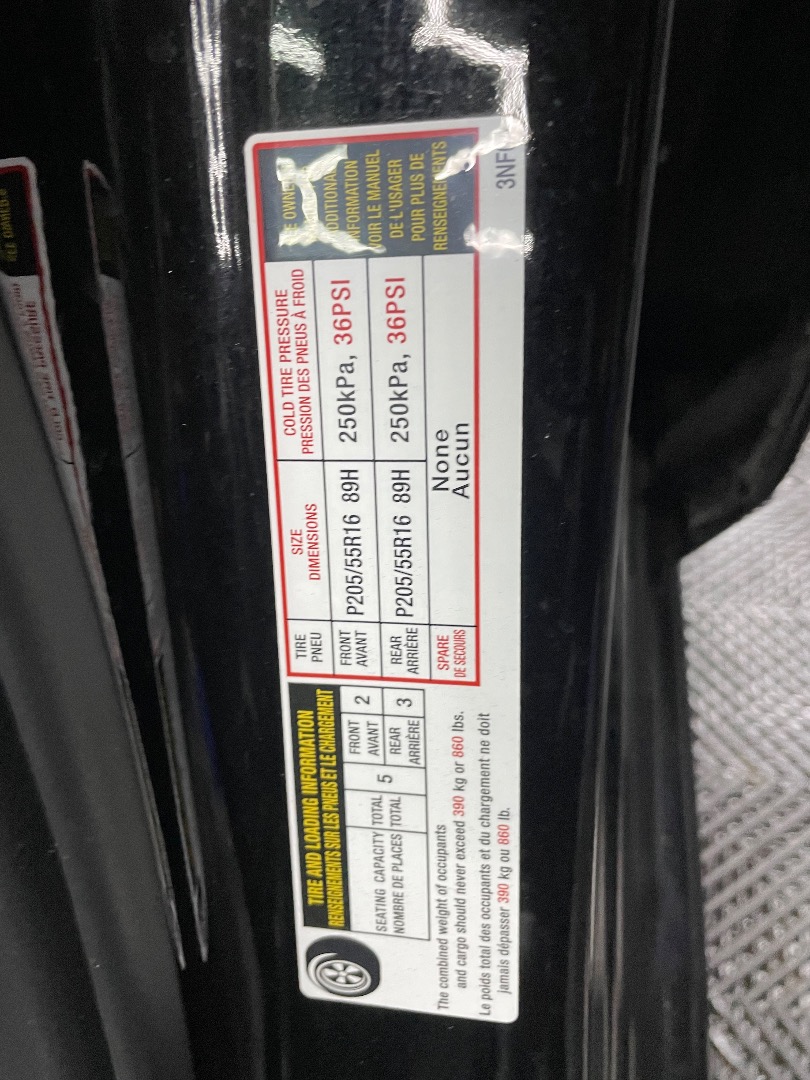 TIRE AND LOADING INFORMATION
RENSEIGNEMENTS SUR LES PNEUS ET LE CHARGEMENT
SEATING CAPACITY TOTAL 5 FRONT 2 REAR 3
NOMBRE DE PLACES TOTAL AVANT ARRIÈRE
The combined weight of occupants
and cargo should never exceed 390 kg or 860 lbs.
Le poids total des occupants et du chargement ne doit
jamais dépasser 390 kg ou 860 lb.
TIRE SIZE COLD TIRE PRESSURE
PNEU DIMENSIONS PRESSION DES PNEUS À FROID
FRONT
AVANT P205/55R16 89H 250kPa, 36PSI
REAR
ARRIÈRE P205/55R16 89H 250kPa, 36PSI
SPARE None
DE SECOURS Aucun
INFORMATION
VOIR LE MANUEL
DE L'USAGER
POUR PLUS DE
RENSEIGNEMENTS
3NF